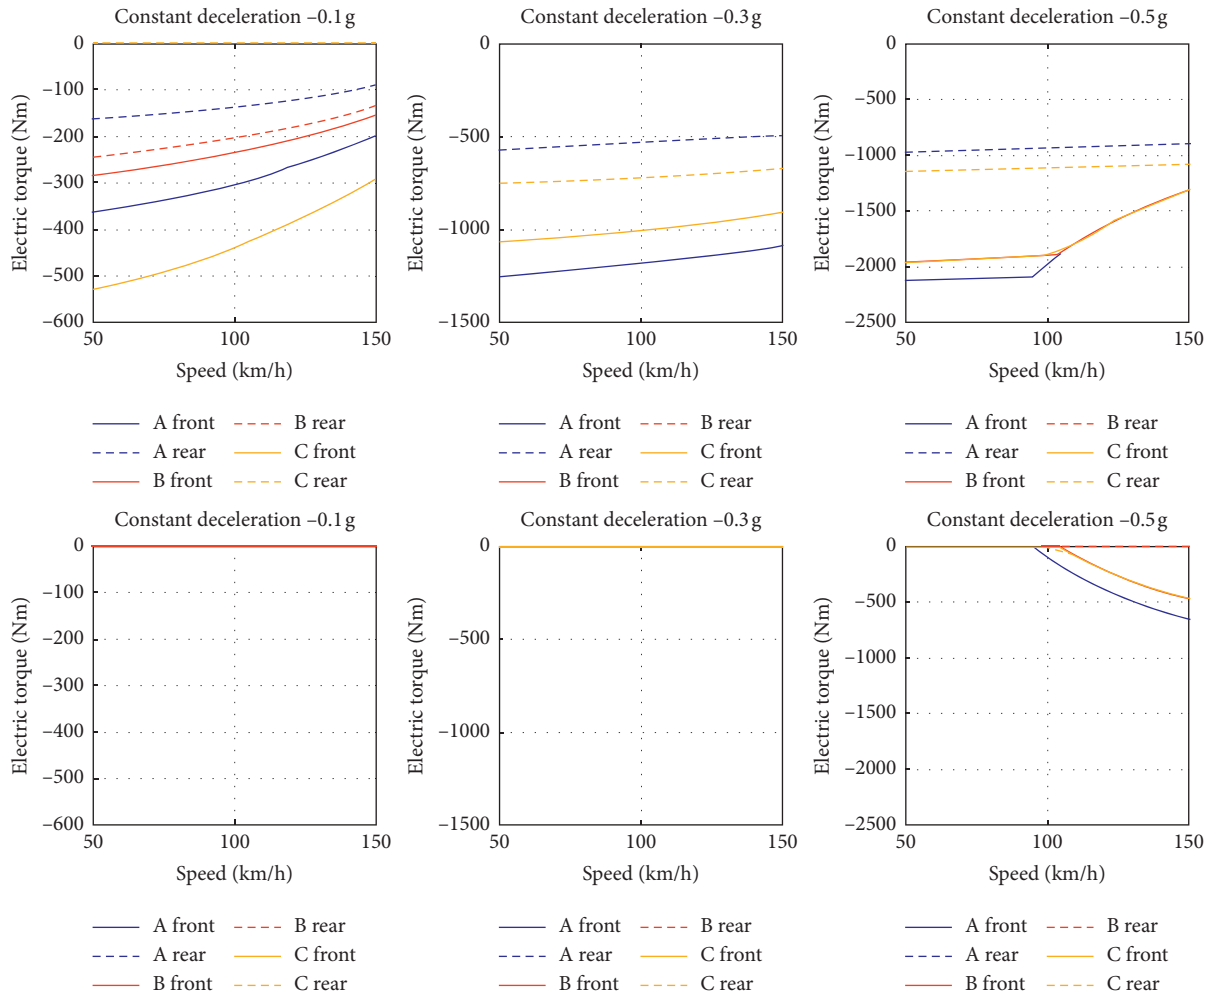 Constant deceleration –0.1 g
Electric torque (Nm)
0
–100
–200
–300
–400
–500
–600
50
100
150
Speed (km/h)
A front
A rear
B front
B rear
C front
C rear
Constant deceleration –0.3 g
Electric torque (Nm)
0
–500
–1000
–1500
50
100
150
Speed (km/h)
A front
A rear
B front
B rear
C front
C rear
Constant deceleration –0.5 g
Electric torque (Nm)
0
–500
–1000
–1500
–2000
–2500
50
100
150
Speed (km/h)
A front
A rear
B front
B rear
C front
C rear
Constant deceleration –0.1 g
Electric torque (Nm)
0
–100
–200
–300
–400
–500
–600
50
100
150
Speed (km/h)
A front
A rear
B front
B rear
C front
C rear
Constant deceleration –0.3 g
Electric torque (Nm)
0
–500
–1000
–1500
50
100
150
Speed (km/h)
A front
A rear
B front
B rear
C front
C rear
Constant deceleration –0.5 g
Electric torque (Nm)
0
–500
–1000
–1500
–2000
–2500
50
100
150
Speed (km/h)
A front
A rear
B front
B rear
C front
C rear